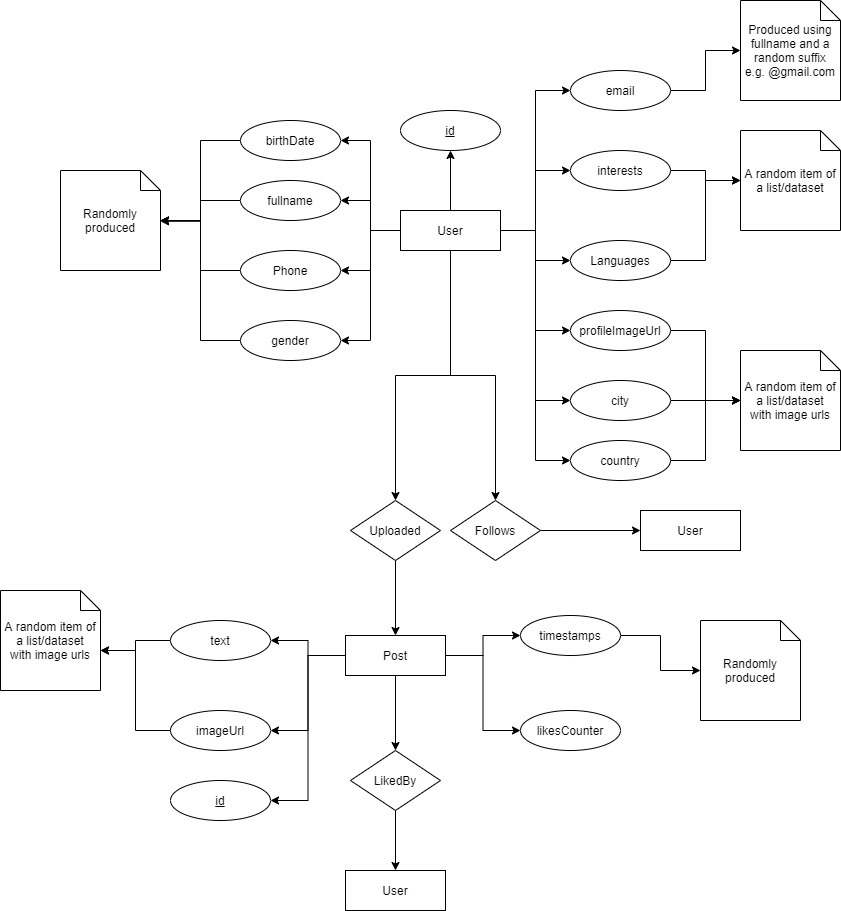 Produced using
fullname and a
random suffix
e.g. @gmail.com
email
id
birthDate
interests
A random item of
a list/dataset
fullname
Randomly
produced
User
Languages
Phone
profileImageUrl
gender
A random item of
a list/dataset
with image urls
city
country
Uploaded
Follows
User
A random item of
a list/dataset
with image urls
text
timestamps
Post
Randomly
produced
imageUrl
likesCounter
LikedBy
id
User